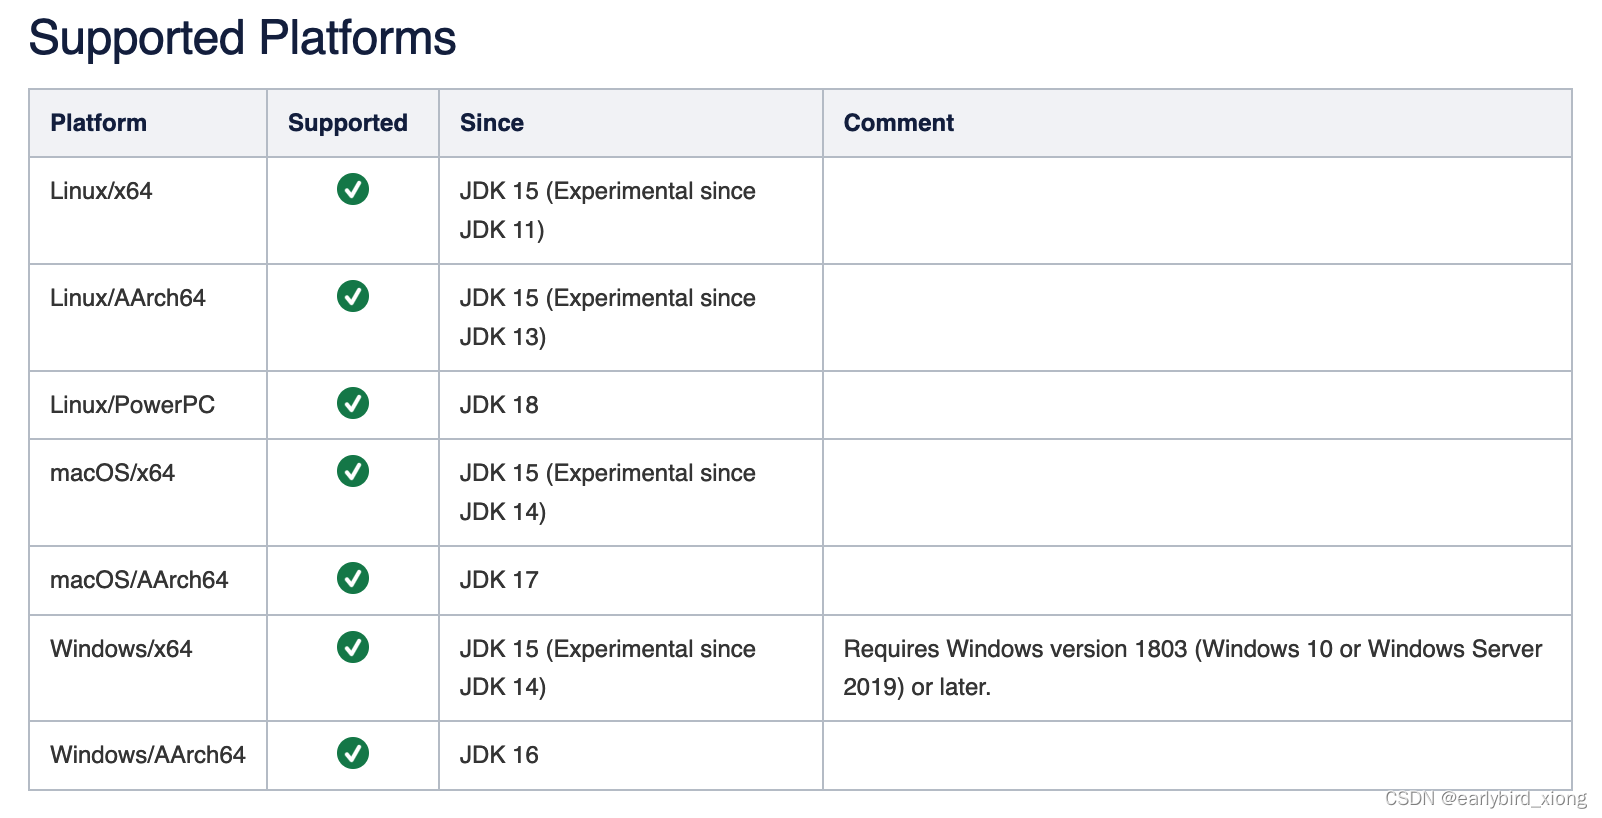 Supported Platforms
Platform Supported Since Comment
Linux/x64 JDK 15 (Experimental since
JDK 11)
Linux/AArch64 JDK 15 (Experimental since
JDK 13)
Linux/PowerPC JDK 18
macOS/x64 JDK 15 (Experimental since
JDK 14)
macOS/AArch64 JDK 17
Windows/x64 JDK 15 (Experimental since Requires Windows version 1803 (Windows 10 or Windows Server
JDK 14) 2019) or later.
Windows/AArch64 JDK 16
CSDN @earlybird_xiong